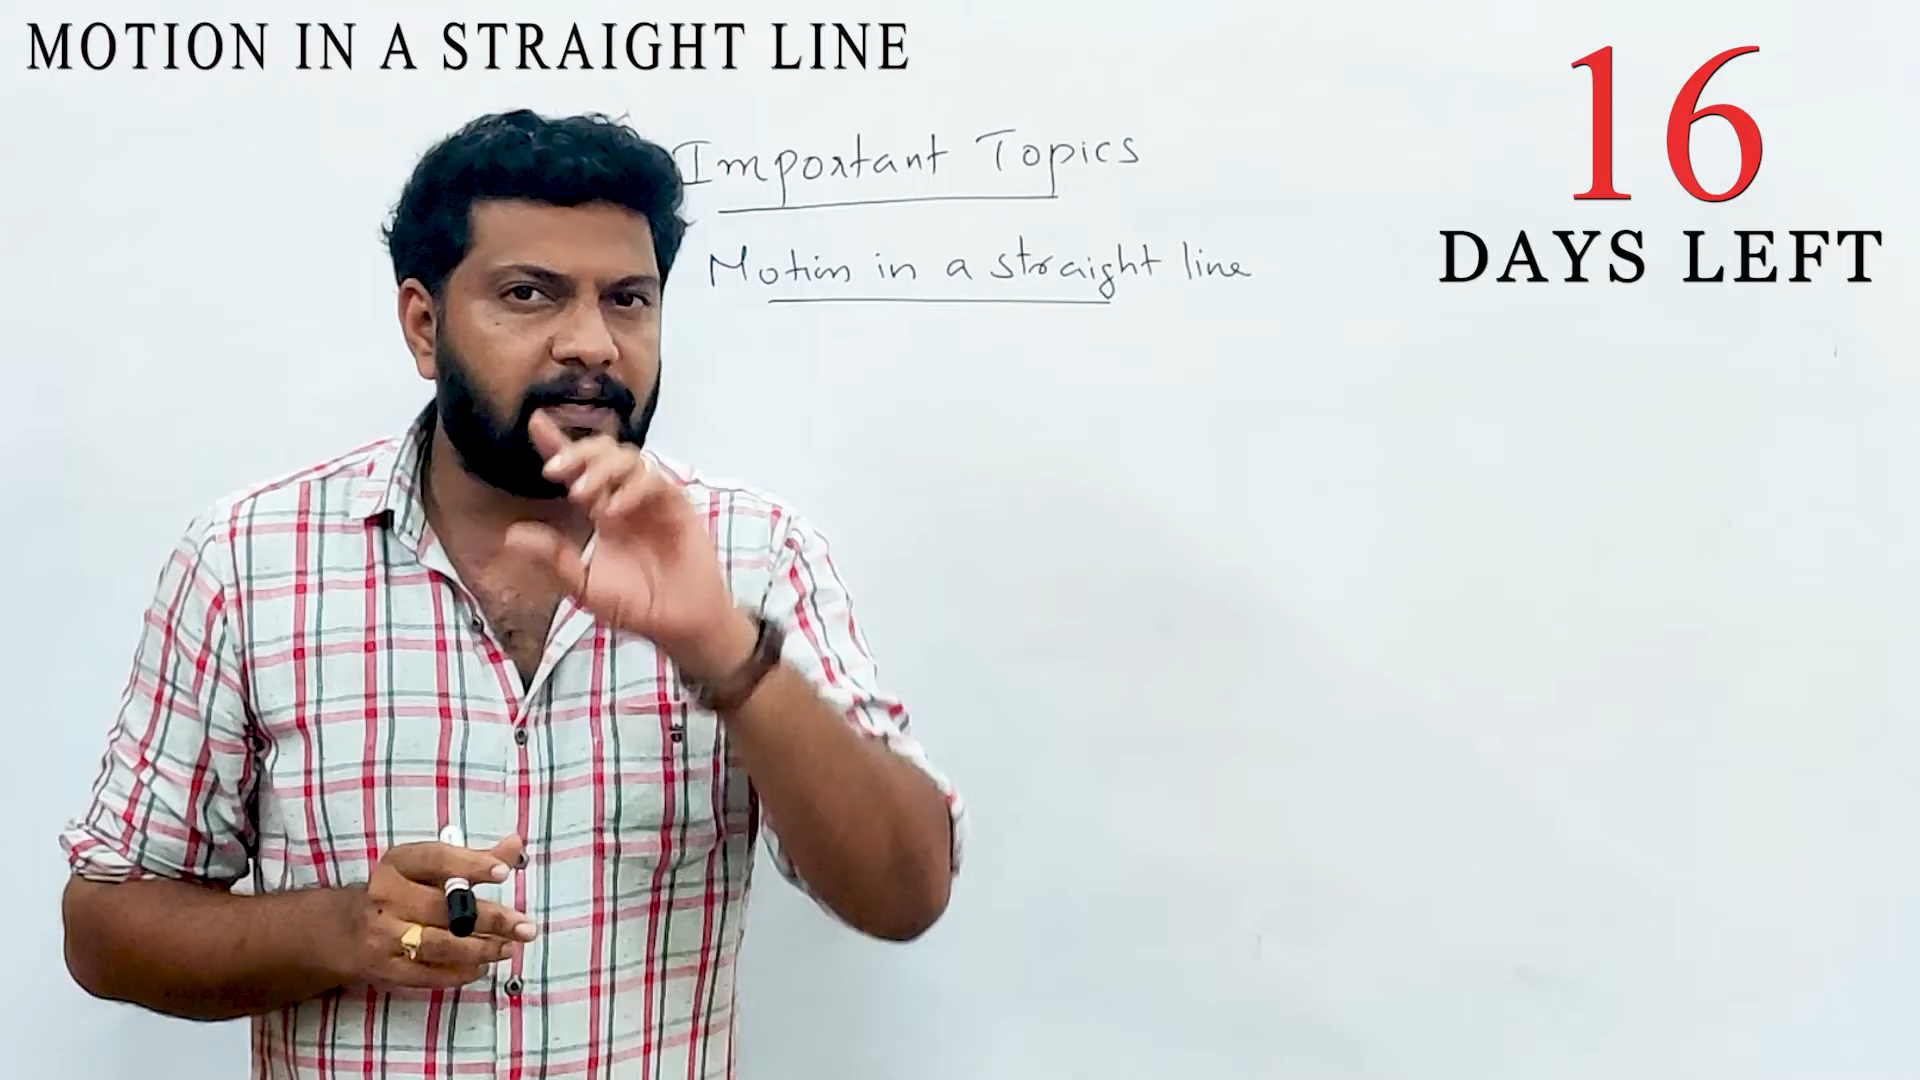 MOTION IN A STRAIGHT LINE
16
DAYS LEFT
Important Topics
Motion in a straight line